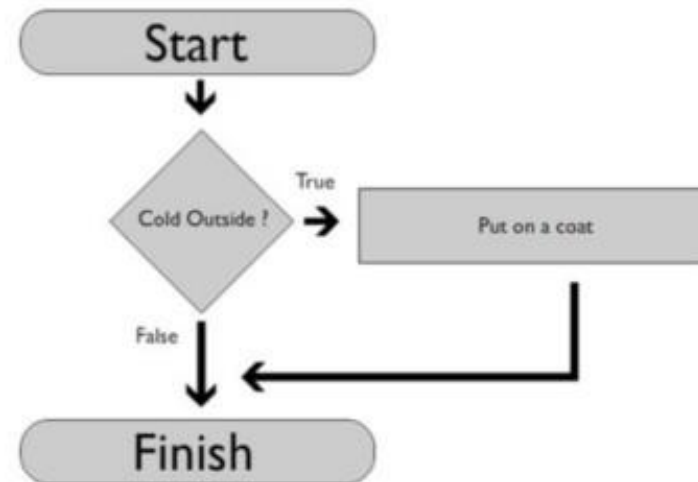 Start
True
Cold Outside ?
Put on a coat
False
Finish